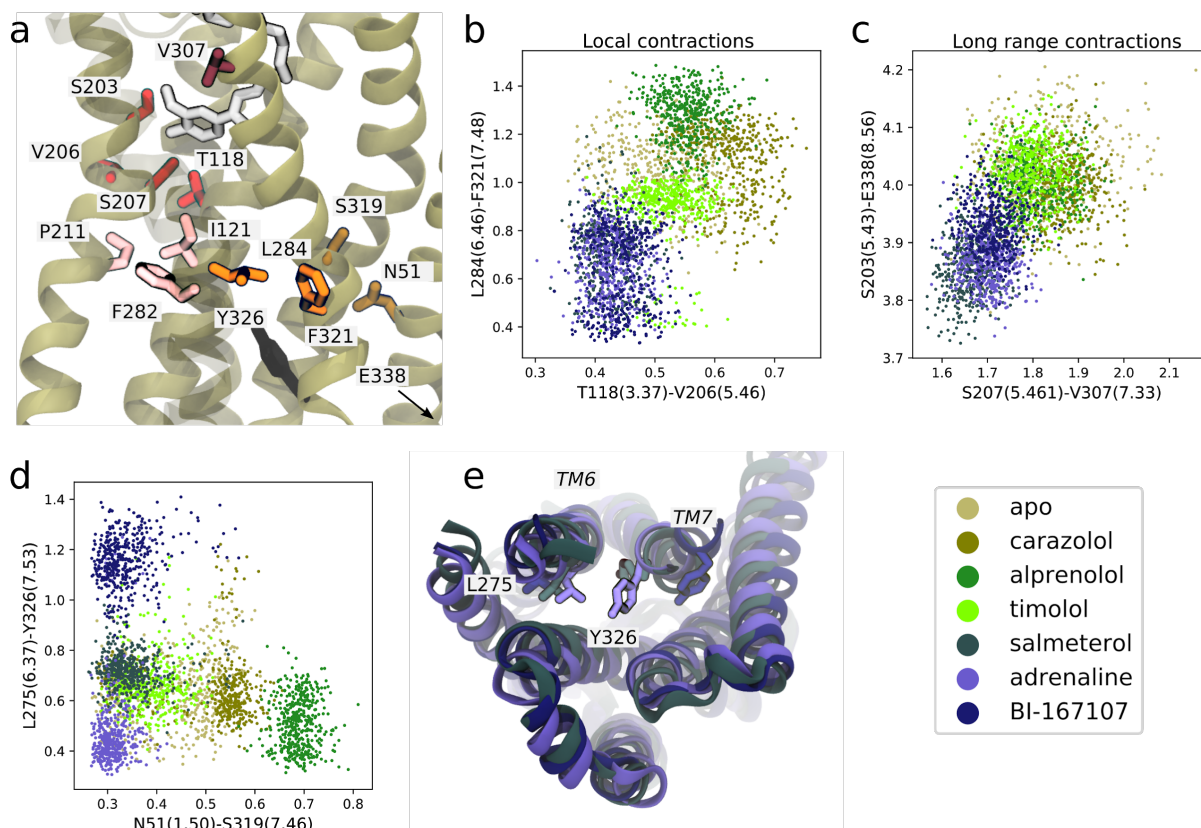 a
V307
S203
V206
T118
S207
S319
P211
I121
L284
N51
F282
Y326
F321
E338
b
Local contractions
L284(6.46)-F321(7.48)
1.4
1.2
1.0
0.8
0.6
0.4
0.3 0.4 0.5 0.6 0.7
T118(3.37)-V206(5.46)
c
Long range contractions
S203(5.43)-E338(8.56)
4.2
4.1
4.0
3.9
3.8
3.7
1.6 1.7 1.8 1.9 2.0 2.1
S207(5.461)-V307(7.33)
d
L275(6.37)-Y326(7.53)
1.4
1.2
1.0
0.8
0.6
0.4
0.3 0.4 0.5 0.6 0.7 0.8
N51(1.50)-S319(7.46)
e
TM6
TM7
L275
Y326
apo
carazolol
alprenolol
timolol
salmeterol
adrenaline
BI-167107